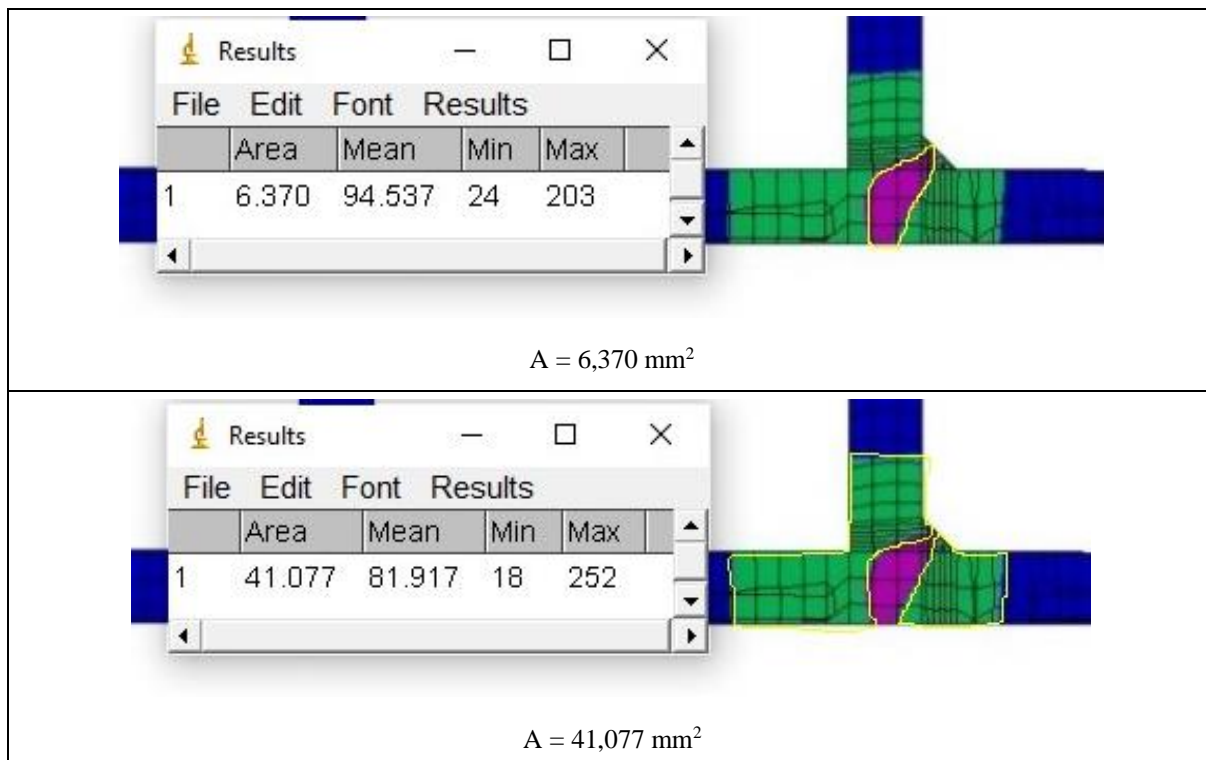 Results
File Edit Font Results
Area Mean Min Max
1 6.370 94.537 24 203
A = 6,370 mm²
Results
File Edit Font Results
Area Mean Min Max
1 41.077 81.917 18 252
A = 41,077 mm²